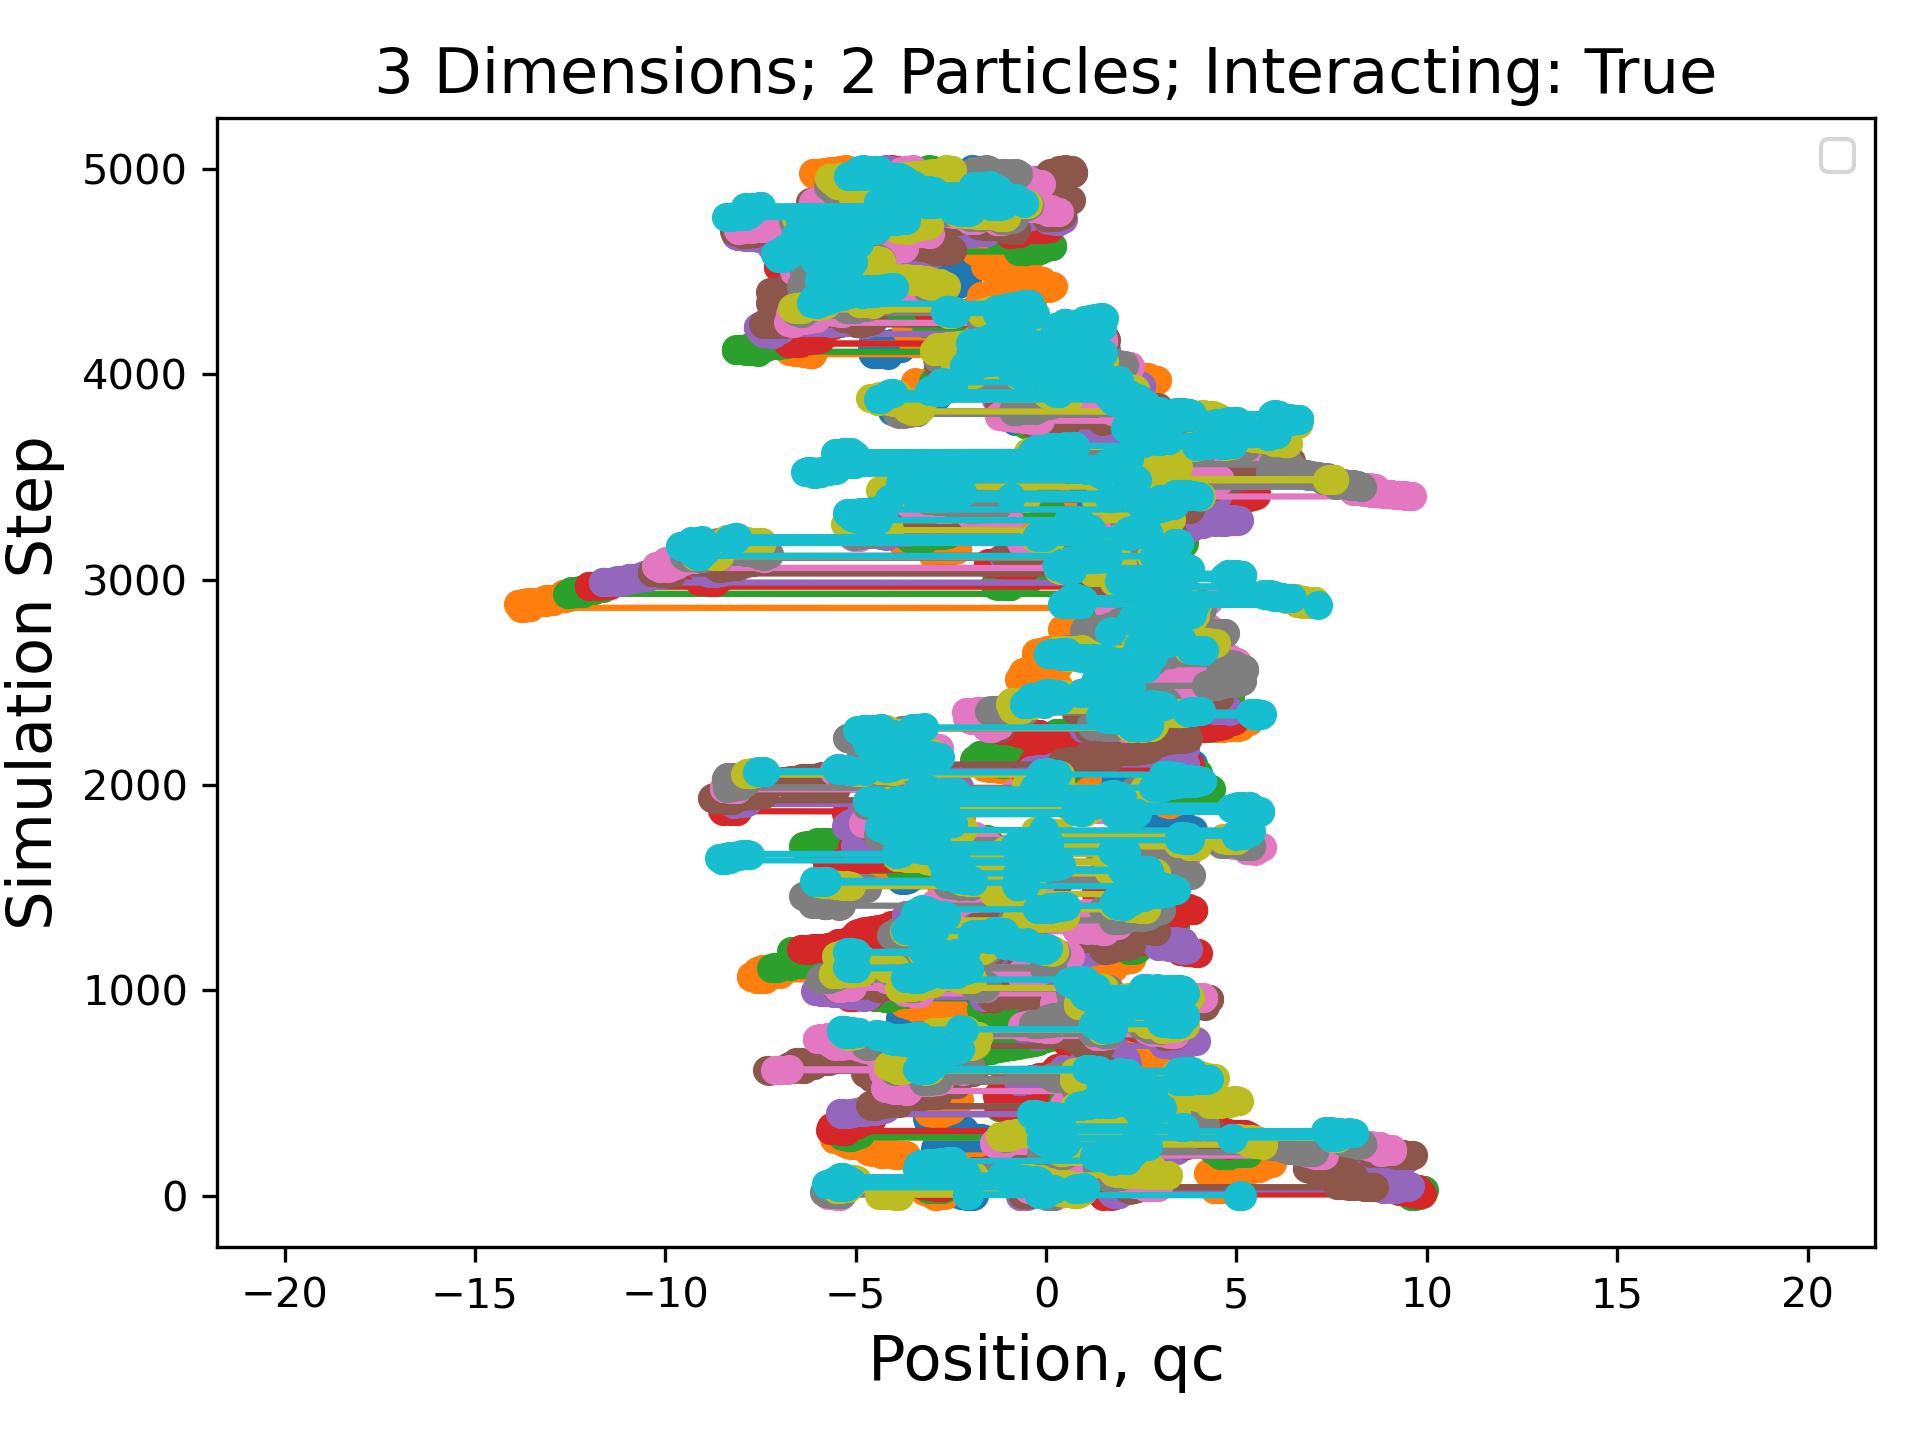 3 Dimensions; 2 Particles; Interacting: True
5000
4000
3000
2000
1000
0
Simulation Step
−20 −15 −10 −5 0 5 10 15 20
Position, qc